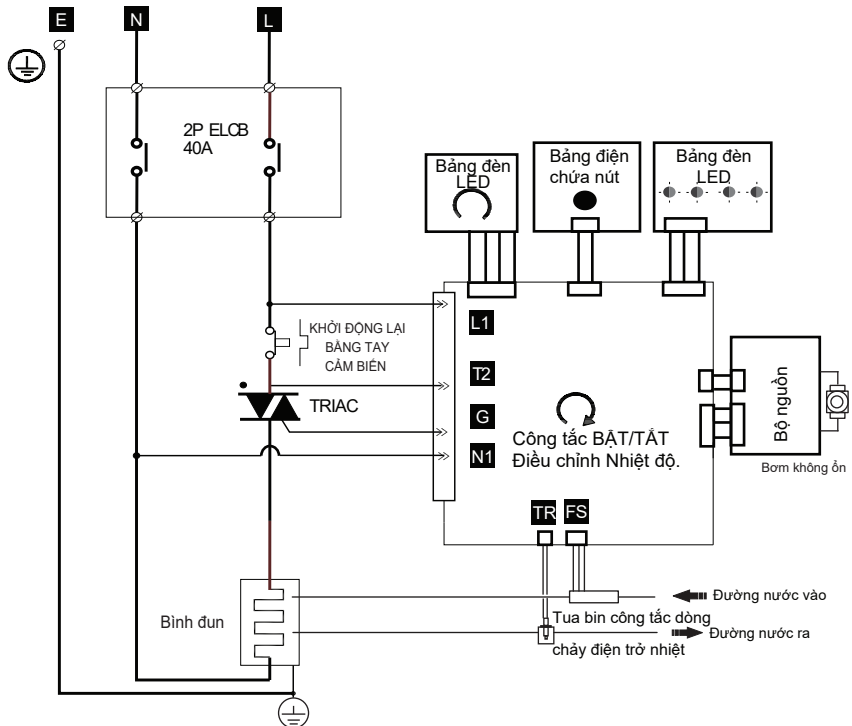 E
N
L
2P ELCB
40A
Bảng đèn
LED
Bảng điện
chứa nút
Bảng đèn
LED
L1
KHỞI ĐỘNG LẠI
BẰNG TAY
CẢM BIẾN
T2
TRIAC
G
N1
Công tắc BẬT/TẮT
Điều chỉnh Nhiệt độ.
Bộ nguồn
Bơm không ổn
TR
FS
Bình đun
Đường nước vào
Tua bin công tắc dòng
chảy điện trở nhiệt
Đường nước ra